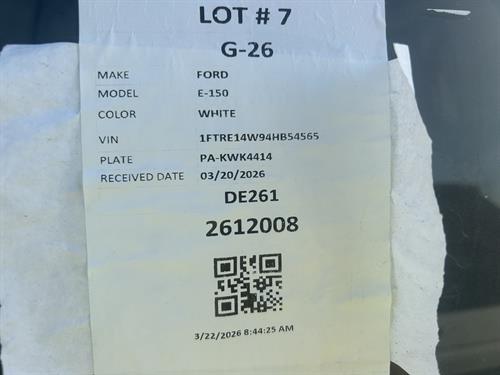 LOT # 7
G-26
MAKE FORD
MODEL E-150
COLOR WHITE
VIN 1FTRE14W94HB54565
PLATE PA-KWK4414
RECEIVED DATE 03/20/2026
DE261
2612008
3/22/2026 8:44:25 AM